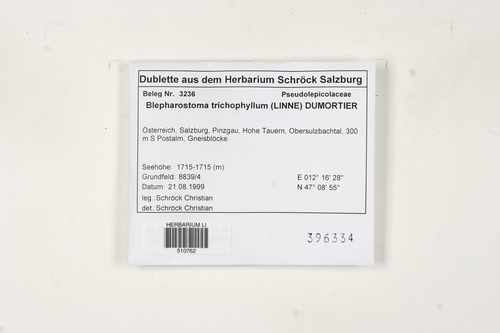 Dublette aus dem Herbarium Schröck Salzburg
Beleg Nr. 3236 Pseudolepicolaceae
Blepharostoma trichophyllum (LINNE) DUMORTIER
Österreich, Salzburg, Pinzgau, Hohe Tauern, Obersulzbachtal, 300
m S Postalm, Gneisblöcke.
Seehöhe: 1715-1715 (m)
Grundfeld: 8839/4 E 012° 16' 28"
Datum: 21.08.1999 N 47° 08' 55"
leg.: Schröck Christian
det.: Schröck Christian
HERBARIUM LI
510762
396334